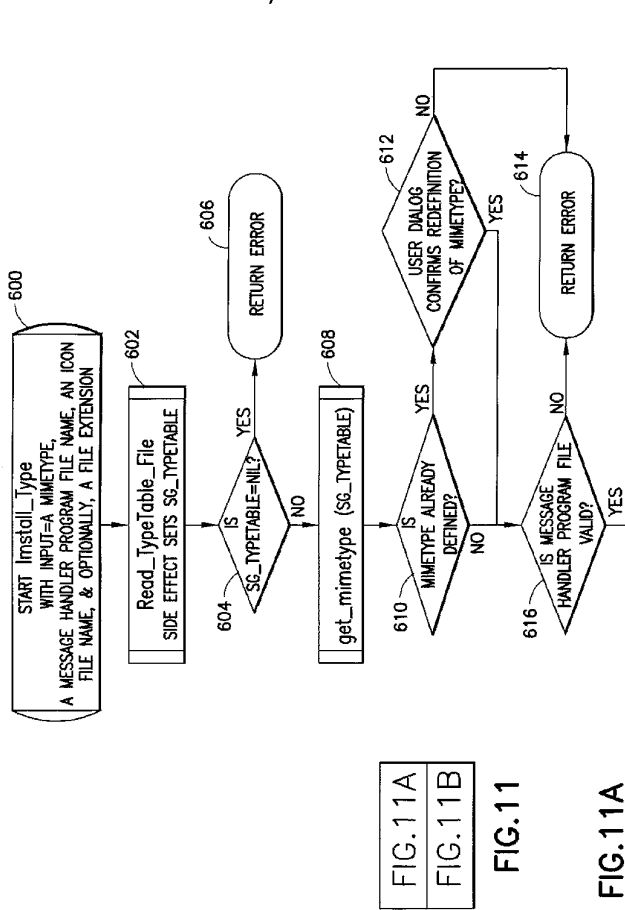 600
START Imstall_Type
WITH INPUT=A MIMETYPE,
A MESSAGE HANDLER PROGRAM FILE NAME, AN ICON
FILE NAME, & OPTIONALLY, A FILE EXTENSION
602
Read_TypeTable_File
SIDE EFFECT SETS SG_TYPETABLE
604
IS
SG_TYPETABLE=NIL?
YES
606
RETURN ERROR
NO
608
get_mimetype (SG_TYPETABLE)
610
IS
MIMETYPE ALREADY
DEFINED?
YES
612
USER DIALOG
CONFIRMS REDEFINITION
OF MIMETYPE?
NO
YES
NO
616
IS MESSAGE
HANDLER PROGRAM FILE
VALID?
NO
614
RETURN ERROR
YES
FIG.11A
FIG.11B
FIG.11
FIG.11A